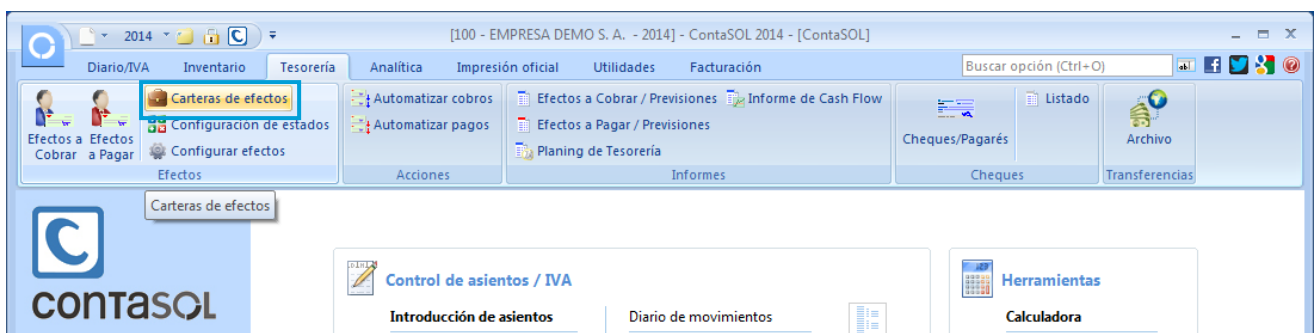 2014
[100 - EMPRESA DEMO S. A. - 2014] - ContaSOL 2014 - [ContaSOL]
Diario/IVA Inventario Tesorería Analítica Impresión oficial Utilidades Facturación Buscar opción (Ctrl+O)
Carteras de efectos Automatizar cobros Efectos a Cobrar / Previsiones Informe de Cash Flow Listado
Configuración de estados Automatizar pagos Efectos a Pagar / Previsiones
Efectos a Cobrar Efectos a Pagar Configurar efectos Planing de Tesorería Cheques/Pagarés Archivo
Efectos Acciones Informes Cheques Transferencias
Carteras de efectos
C
contasol
Control de asientos / IVA Herramientas
Introducción de asientos Diario de movimientos Calculadora